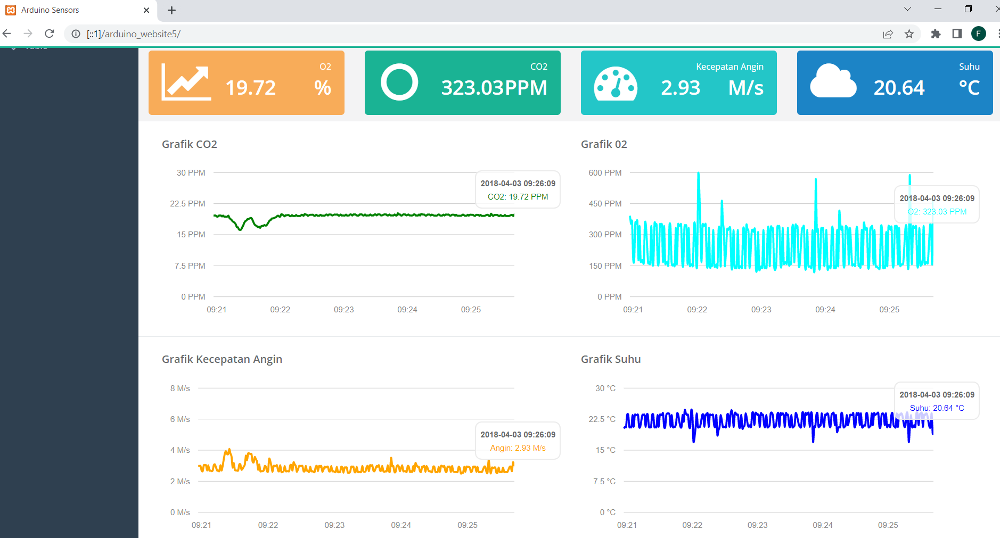 Arduino Sensors
[::1]/arduino_website5/
F
Table
O2
19.72 %
CO2
323.03PPM
Kecepatan Angin
2.93 M/s
Suhu
20.64 °C
Grafik CO2
30 PPM
22.5 PPM
15 PPM
7.5 PPM
0 PPM
09:21 09:22 09:23 09:24 09:25
2018-04-03 09:26:09
CO2: 19.72 PPM
Grafik 02
600 PPM
450 PPM
300 PPM
150 PPM
0 PPM
09:21 09:22 09:23 09:24 09:25
2018-04-03 09:26:09
O2: 323.03 PPM
Grafik Kecepatan Angin
8 M/s
6 M/s
4 M/s
2 M/s
0 M/s
09:21 09:22 09:23 09:24 09:25
2018-04-03 09:26:09
Angin: 2.93 M/s
Grafik Suhu
30 °C
22.5 °C
15 °C
7.5 °C
0 °C
09:21 09:22 09:23 09:24 09:25
2018-04-03 09:26:09
Suhu: 20.64 °C